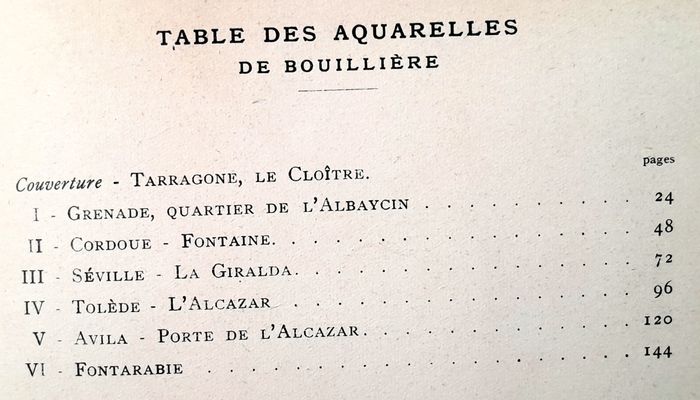 TABLE DES AQUARELLES
DE BOUILLIÈRE
pages
Couverture - TARRAGONE, LE CLOÎTRE.
I - GRENADE, QUARTIER DE L'ALBAYCIN . . . . . . . . . . 24
II - CORDOUE - FONTAINE. . . . . . . . . . . . . . . . 48
III - SÉVILLE - LA GIRALDA. . . . . . . . . . . . . . . 72
IV - TOLÈDE - L'ALCAZAR . . . . . . . . . . . . . . . 96
V - AVILA - PORTE DE L'ALCAZAR. . . . . . . . . . . . 120
VI - FONTARABIE . . . . . . . . . . . . . . . . . . . 144